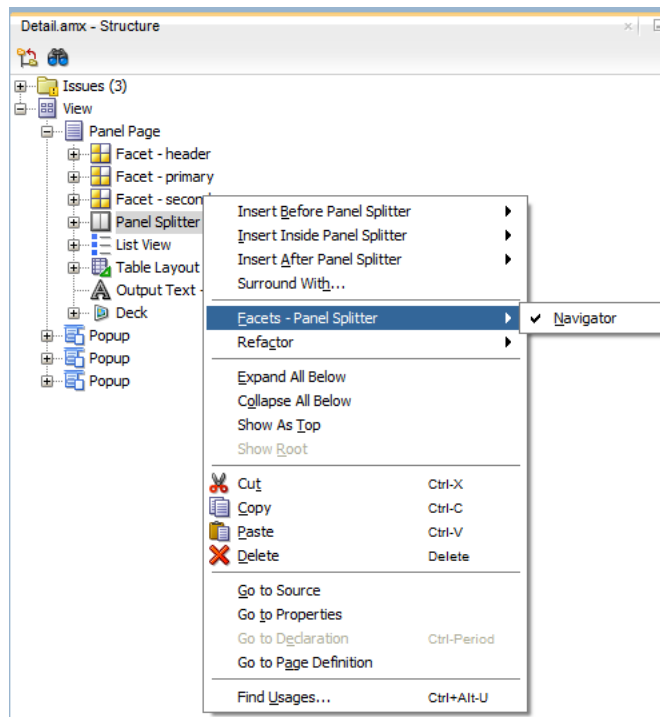 Detail.amx - Structure
Issues (3)
View
Panel Page
Facet - header
Facet - primary
Facet - second
Panel Splitter
List View
Table Layout
Output Text -
Deck
Popup
Popup
Popup
Insert Before Panel Splitter
Insert Inside Panel Splitter
Insert After Panel Splitter
Surround With...
Facets - Panel Splitter
Navigator
Refactor
Expand All Below
Collapse All Below
Show As Top
Show Root
Cut Ctrl-X
Copy Ctrl-C
Paste Ctrl-V
Delete Delete
Go to Source
Go to Properties
Go to Declaration Ctrl-Period
Go to Page Definition
Find Usages... Ctrl+Alt-U